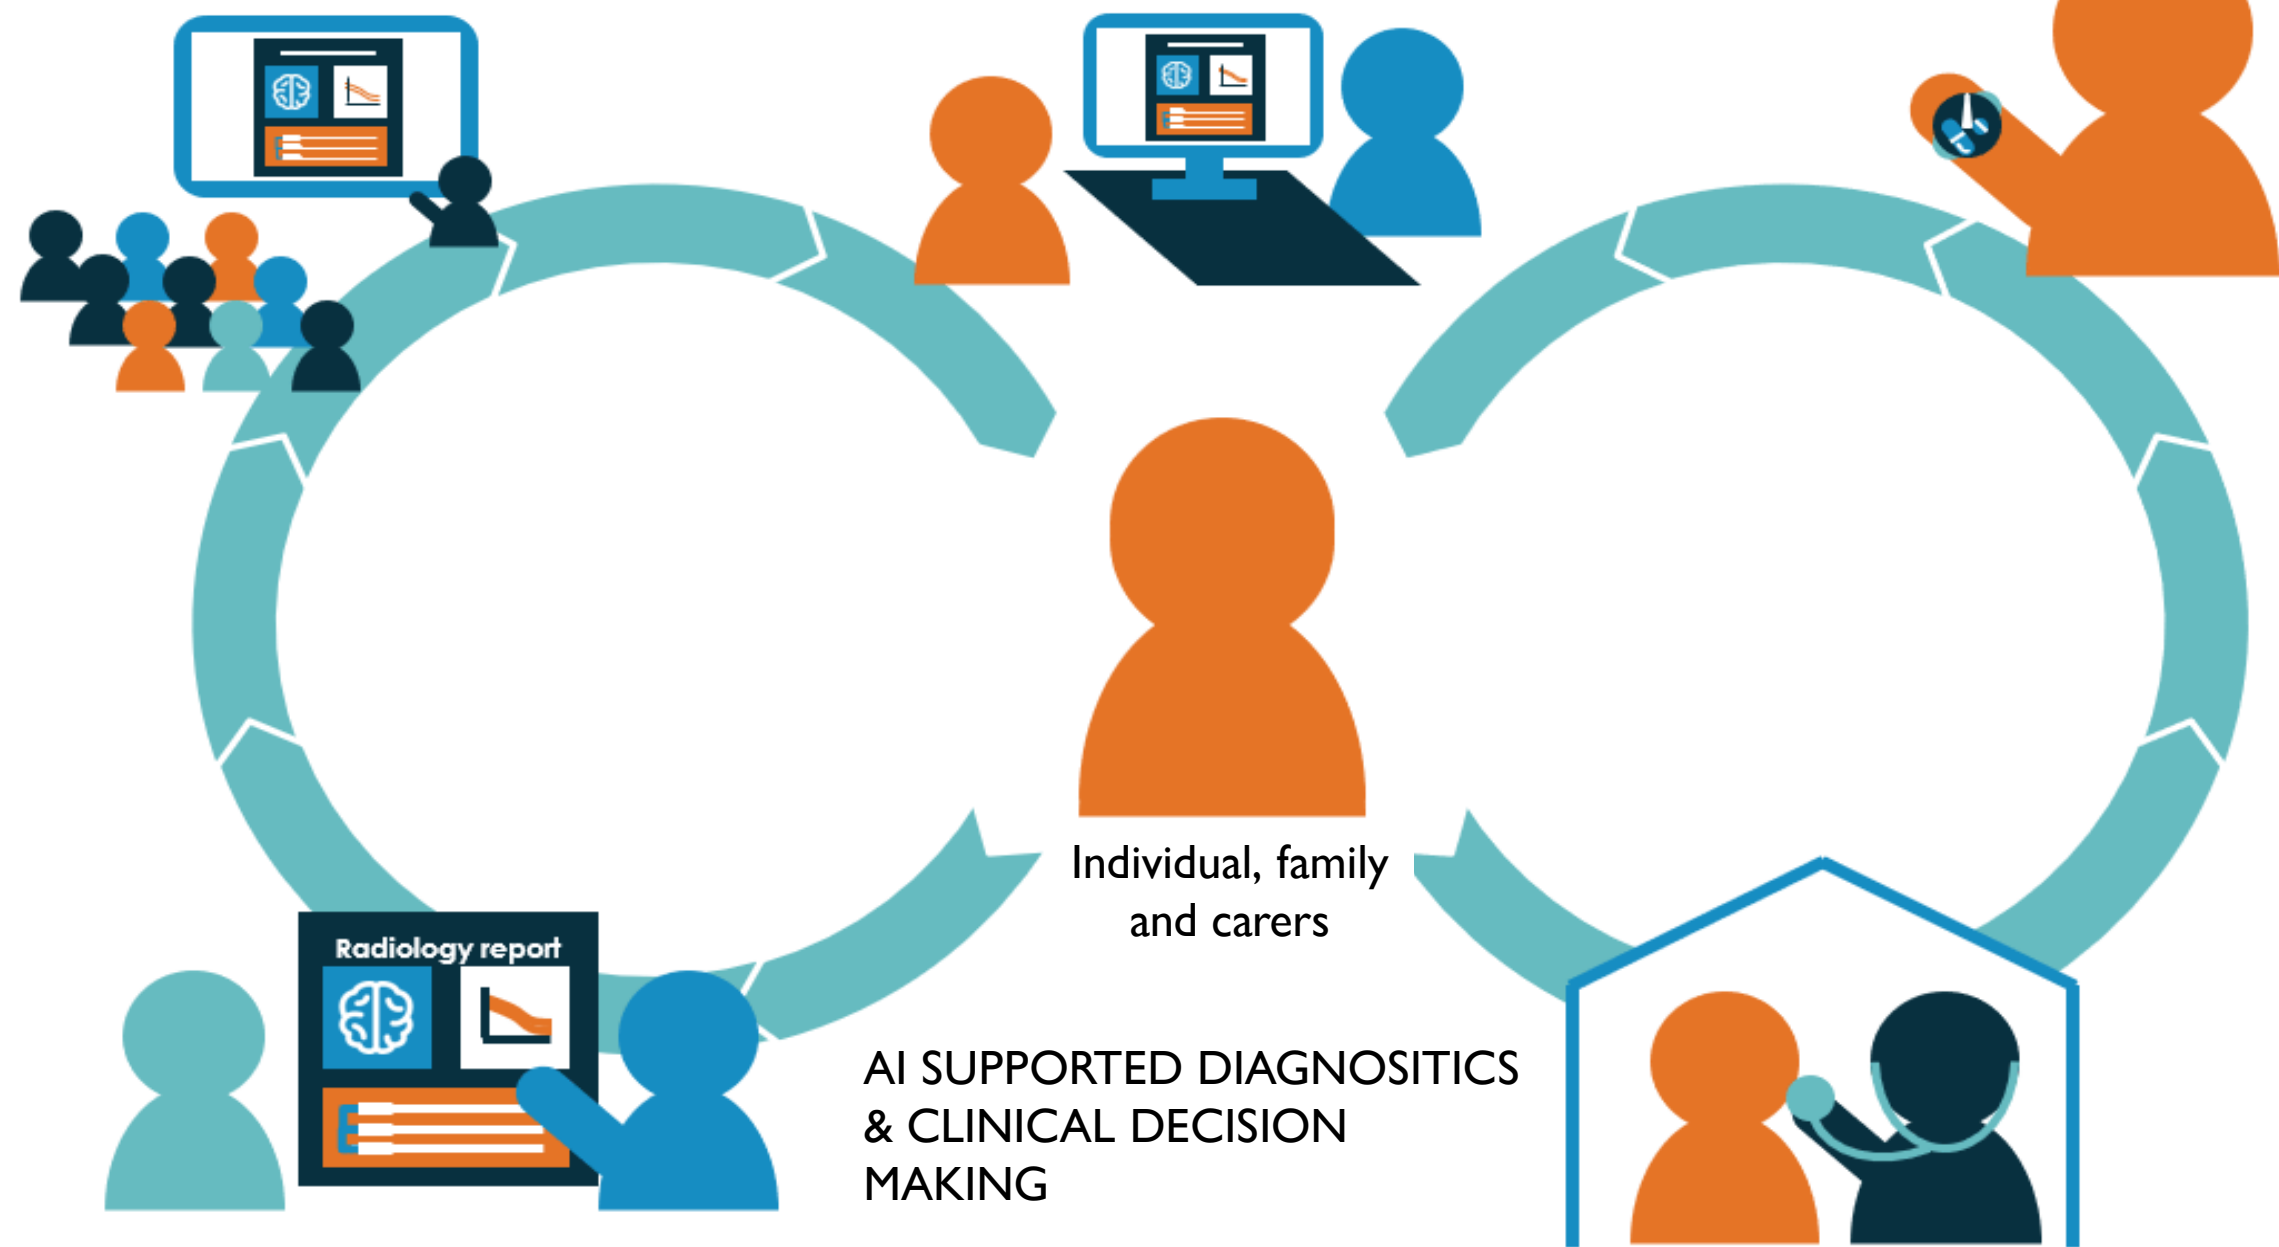 Individual, family
and carers
Radiology report
AI SUPPORTED DIAGNOSITICS
& CLINICAL DECISION
MAKING